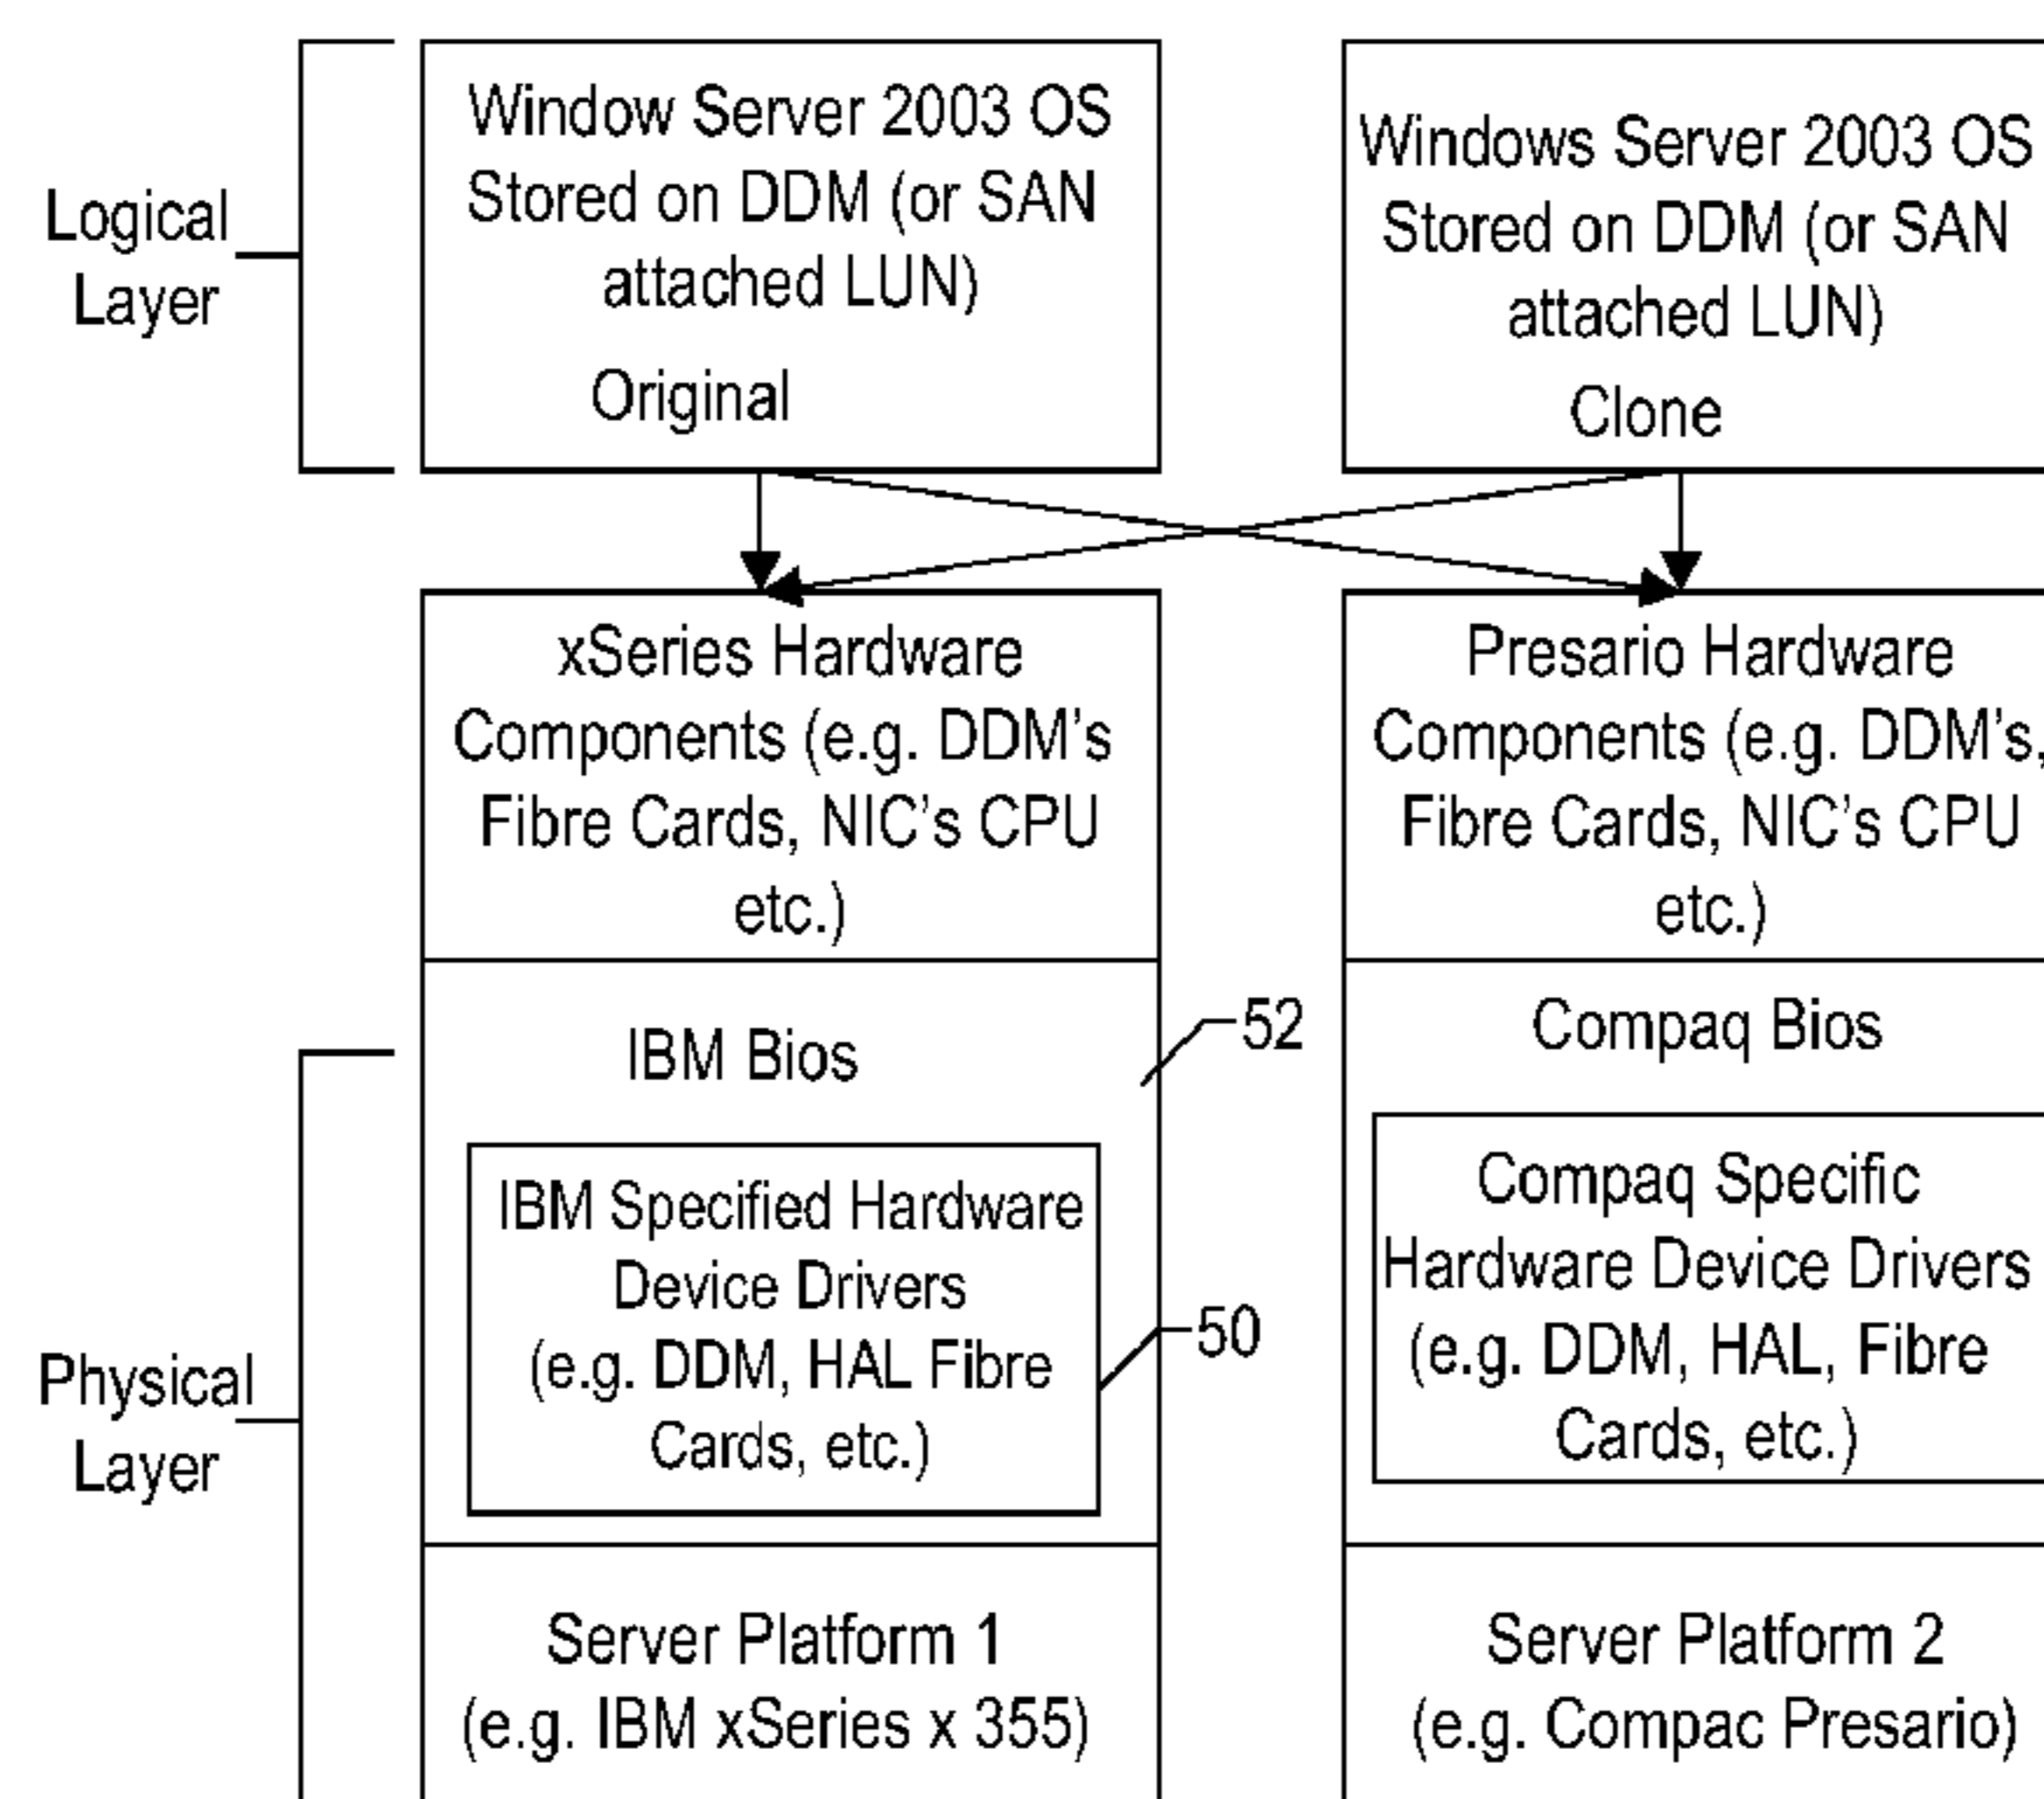 Logical
Layer
Window Server 2003 OS
Stored on DDM (or SAN
attached LUN)
Original
Windows Server 2003 OS
Stored on DDM (or SAN
attached LUN)
Clone
xSeries Hardware
Components (e.g. DDM's
Fibre Cards, NIC's CPU
etc.)
Presario Hardware
Components (e.g. DDM's,
Fibre Cards, NIC's CPU
etc.)
Physical
Layer
IBM Bios
52
IBM Specified Hardware
Device Drivers
(e.g. DDM, HAL Fibre
Cards, etc.)
50
Compaq Bios
Compaq Specific
Hardware Device Drivers
(e.g. DDM, HAL, Fibre
Cards, etc.)
Server Platform 1
(e.g. IBM xSeries x 355)
Server Platform 2
(e.g. Compac Presario)